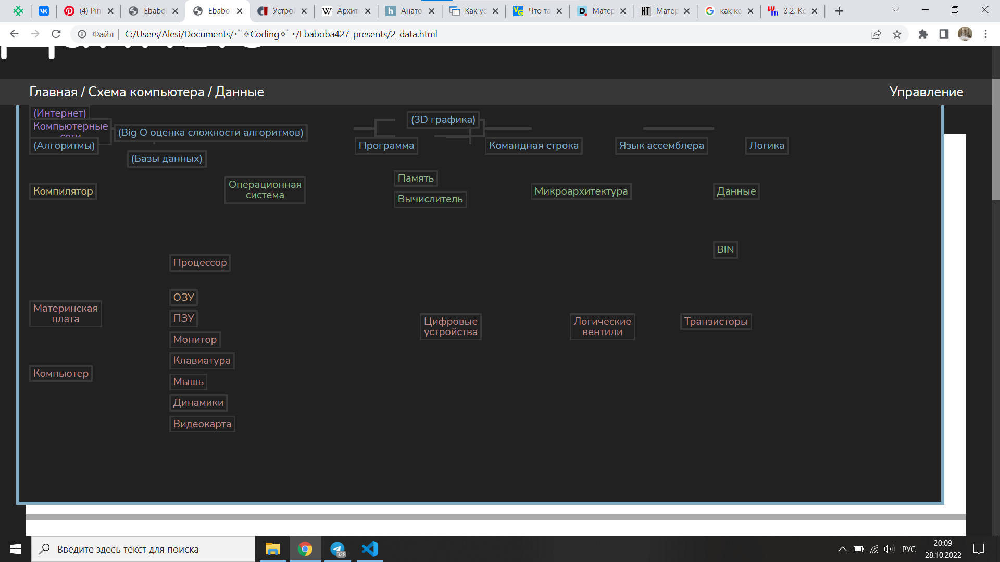 (4) Pin
Ebabo
Ebabo
Устрой
Архит
Анато
Как ус
Что та
Матер
Матер
как ко
3.2. Ко
Файл
C:/Users/Alesi/Documents/･ﾟ✧Coding✧ﾟ･/Ebaboba427_presents/2_data.html
Главная / Схема компьютера / Данные
Управление
(Интернет)
Компьютерные
сети
(Big O оценка сложности алгоритмов)
(3D графика)
(Алгоритмы)
Программа
Командная строка
Язык ассемблера
Логика
(Базы данных)
Компилятор
Операционная
система
Память
Вычислитель
Микроархитектура
Данные
BIN
Процессор
ОЗУ
Материнская
плата
ПЗУ
Цифровые
устройства
Логические
вентили
Транзисторы
Монитор
Клавиатура
Компьютер
Мышь
Динамики
Видеокарта
Введите здесь текст для поиска
328
РУС
20:09
28.10.2022